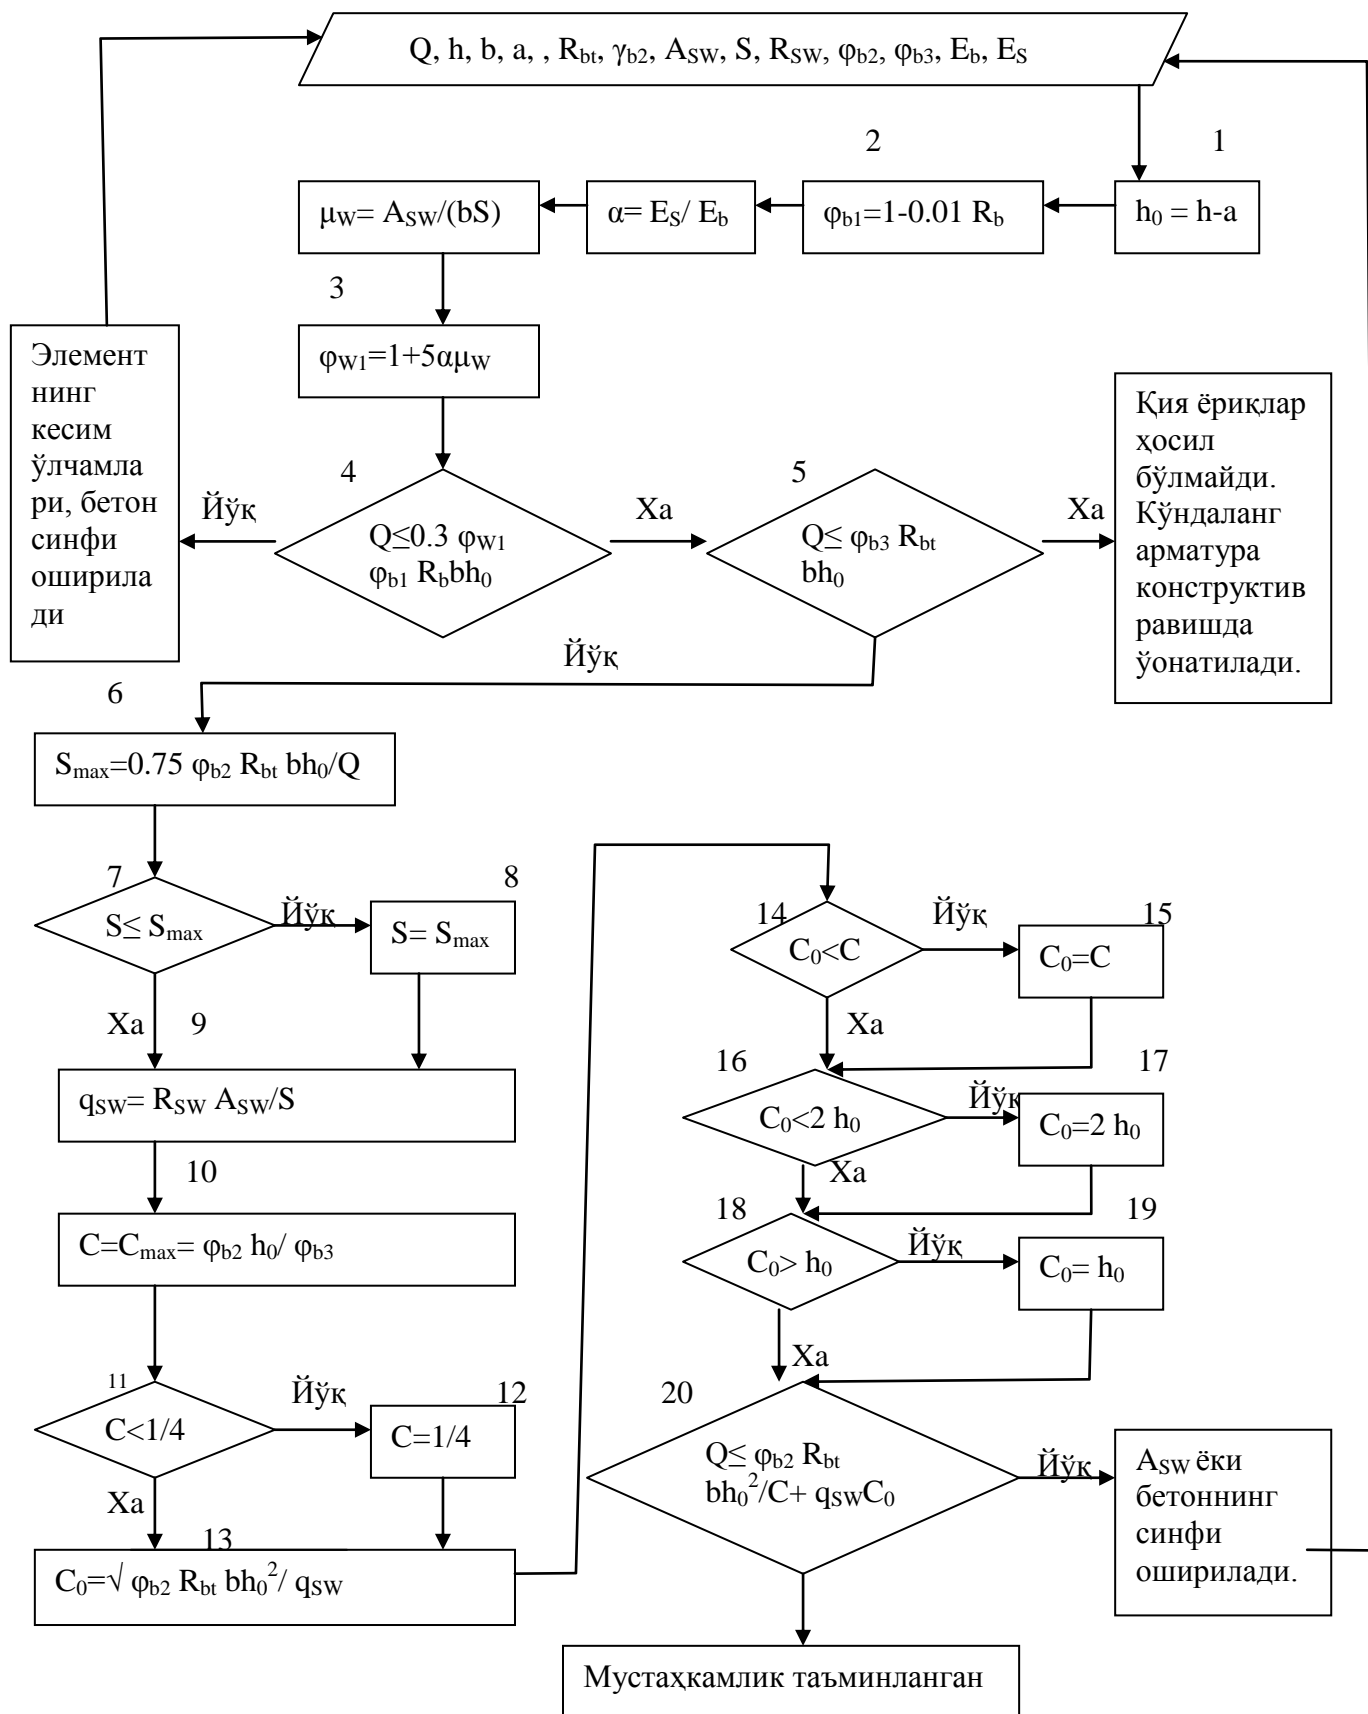 Q, h, b, a, , R_bt, γ_b2, A_SW, S, R_SW, φ_b2, φ_b3, E_b, E_S
2
1
μ_W= A_SW/(bS)
α= E_S/ E_b
φ_b1=1-0.01 R_b
h_0 = h-a
3
φ_W1=1+5αμ_W
Элемент
нинг
кесим
ўлчамла
ри, бетон
синфи
оширила
ди
4
Йўқ
Q≤0.3 φ_W1
φ_b1 R_bbh_0
Ха
5
Q≤ φ_b3 R_bt
bh_0
Ха
Қия ёриқлар
ҳосил
бўлмайди.
Кўндаланг
арматура
конструктив
равишда
ўонатилади.
Йўқ
6
S_max=0.75 φ_b2 R_bt bh_0/Q
7
S≤ S_max
Йўқ
8
S= S_max
Ха
9
q_SW= R_SW A_SW/S
10
C=C_max= φ_b2 h_0/ φ_b3
11
C<1/4
Йўқ
12
C=1/4
Ха
13
C_0=√ φ_b2 R_bt bh_0^2/ q_SW
14
C_0<C
Йўқ
15
C_0=C
Ха
16
C_0<2 h_0
Йўқ
17
C_0=2 h_0
Ха
18
C_0> h_0
Йўқ
19
C_0= h_0
Ха
20
Q≤ φ_b2 R_bt
bh_0^2/C+ q_SWC_0
Йўқ
A_SW ёки
бетоннинг
синфи
оширилади.
Мустаҳкамлик таъминланган